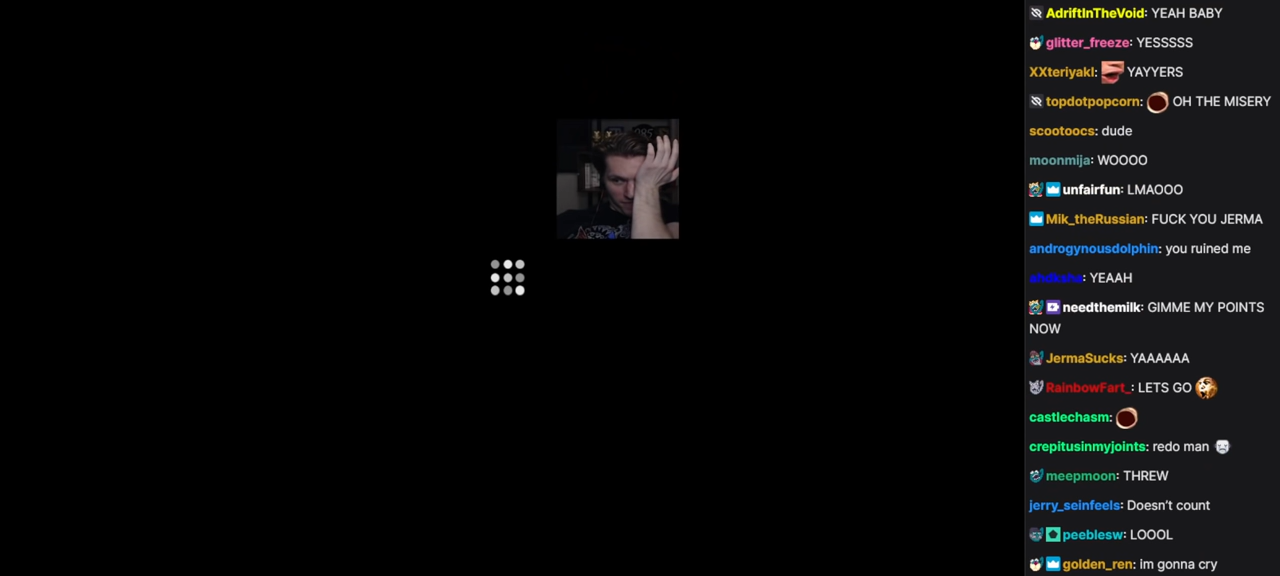 AdriftInTheVoid: YEAH BABY
glitter_freeze: YESSSSS
XXteriyakI: YAYYERS
topdotpopcorn: OH THE MISERY
scootoocs: dude
moonmija: WOOOO
unfairfun: LMAOOO
Mik_theRussian: FUCK YOU JERMA
androgynousdolphin: you ruined me
: YEAAH
needthemilk: GIMME MY POINTS
NOW
JermaSucks: YAAAAAA
RainbowFart_: LETS GO
castlechasm:
crepitusinmyjoints: redo man
meepmoon: THREW
jerry_seinfeels: Doesn't count
peeblesw: LOOOL
golden_ren: im gonna cry